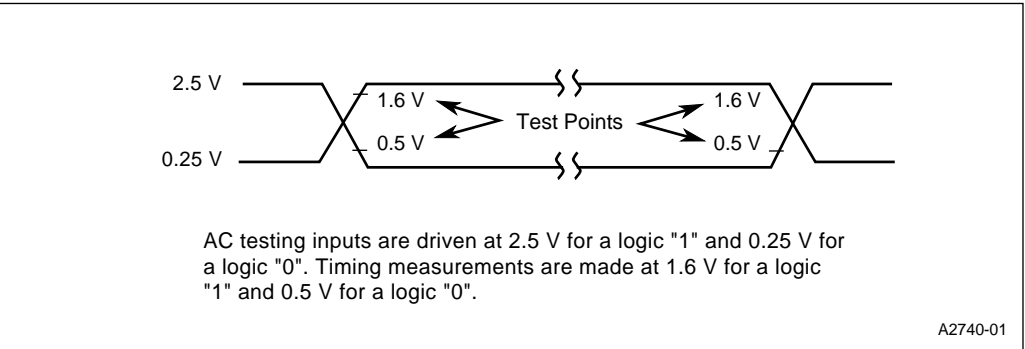 2.5 V
1.6 V
1.6 V
Test Points
0.5 V
0.5 V
0.25 V
AC testing inputs are driven at 2.5 V for a logic "1" and 0.25 V for
a logic "0". Timing measurements are made at 1.6 V for a logic
"1" and 0.5 V for a logic "0".
A2740-01